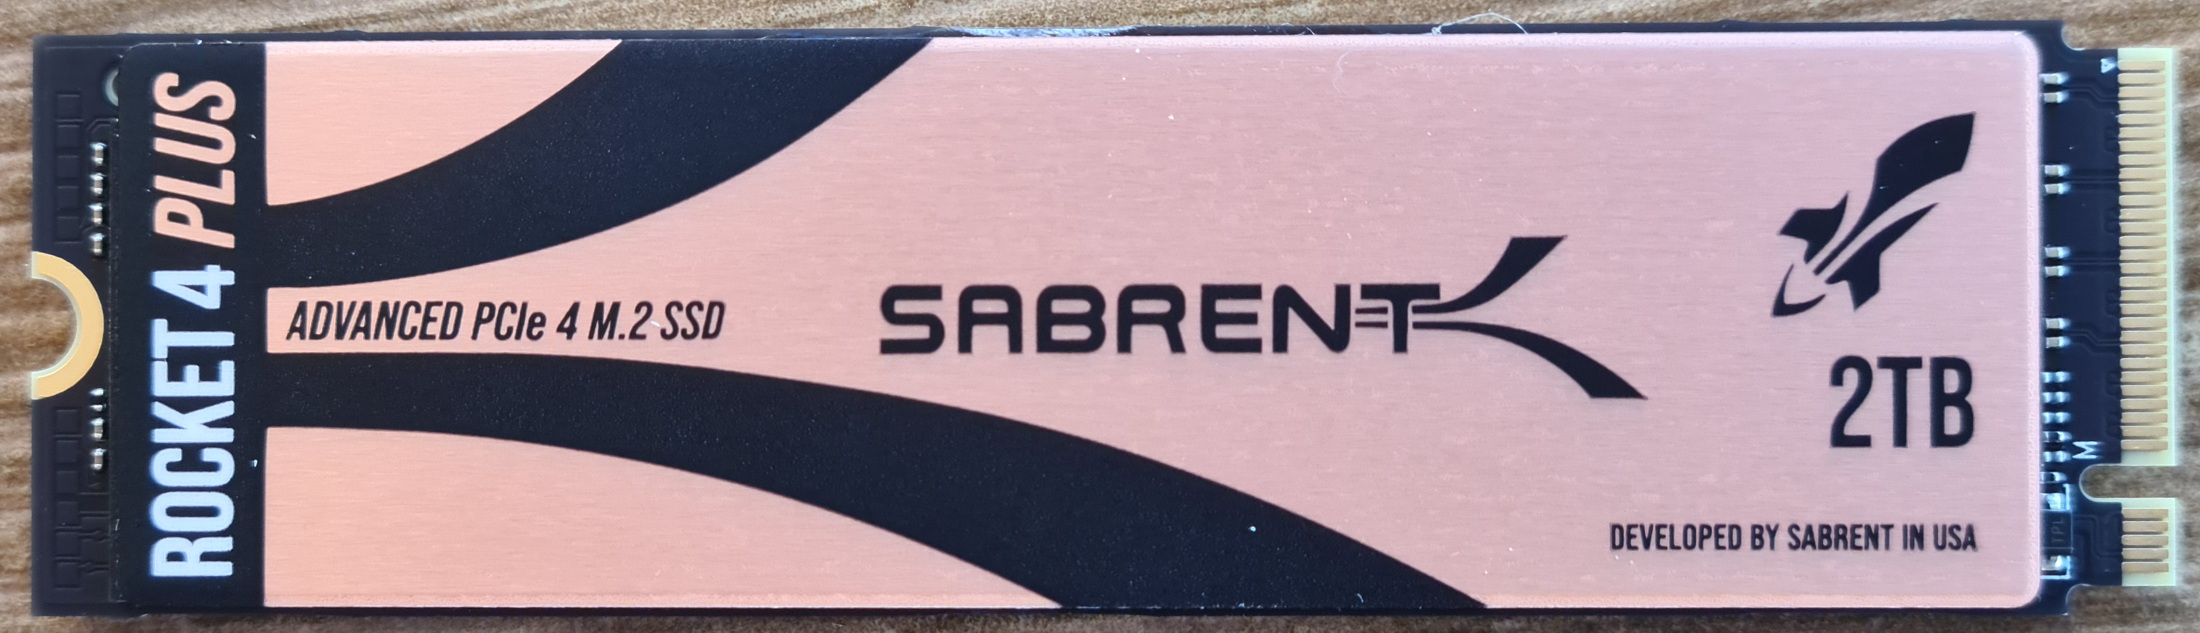 ROCKET 4 PLUS
ADVANCED PCIe 4 M.2 SSD
SABRENT
2TB
DEVELOPED BY SABRENT IN USA
M